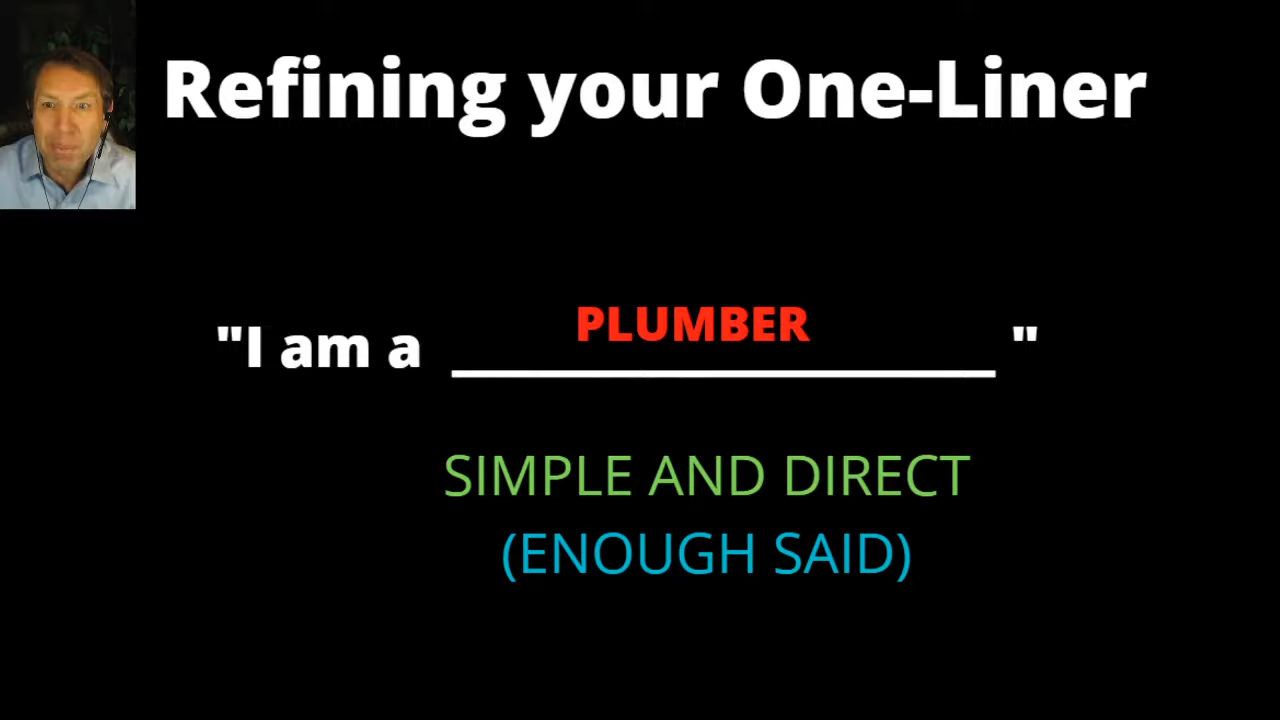 Refining your One-Liner
"I am a PLUMBER "
SIMPLE AND DIRECT
(ENOUGH SAID)